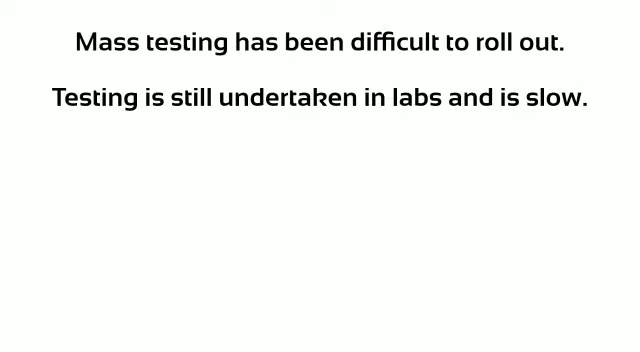 Mass testing has been difficult to roll out.
Testing is still undertaken in labs and is slow.